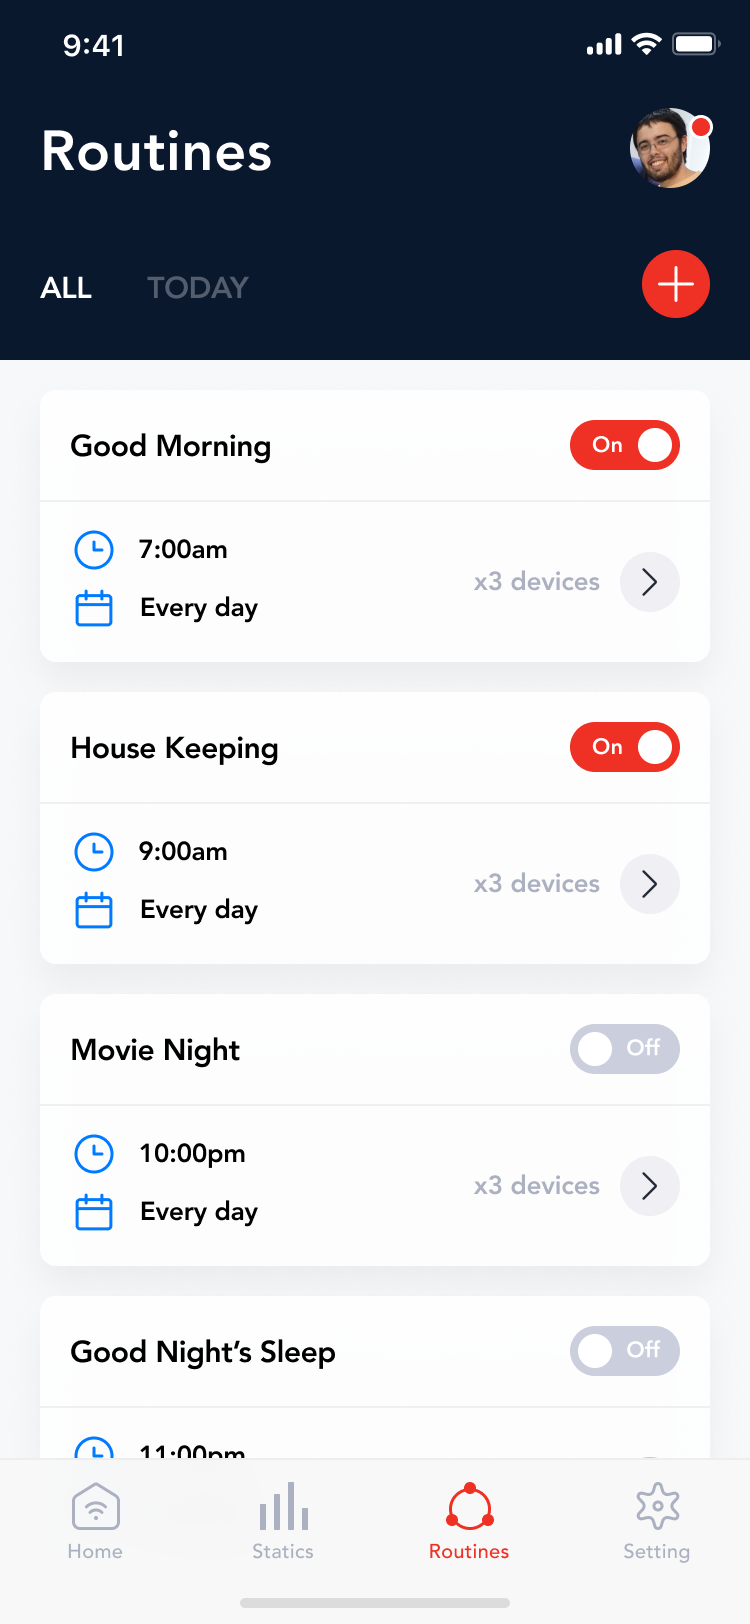 9:41
Routines
ALL TODAY
Good Morning On
7:00am
x3 devices
Every day
House Keeping On
9:00am
x3 devices
Every day
Movie Night Off
10:00pm
x3 devices
Every day
Good Night’s Sleep Off
11:00pm
Home Statics Routines Setting